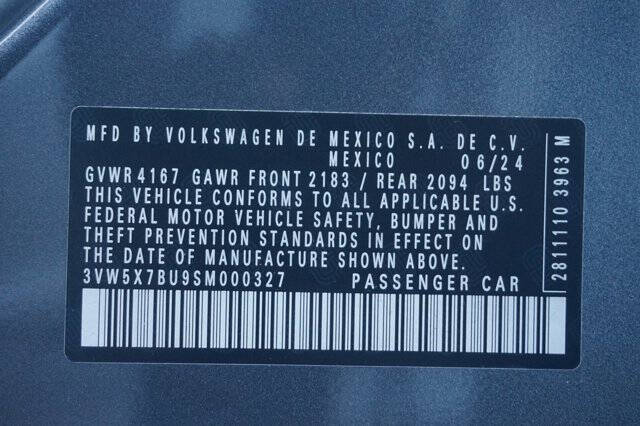 MFD BY VOLKSWAGEN DE MEXICO S.A. DE C.V.
MEXICO 06/24
GVWR 4167 GAWR FRONT 2183 / REAR 2094 LBS
THIS VEHICLE CONFORMS TO ALL APPLICABLE U.S.
FEDERAL MOTOR VEHICLE SAFETY, BUMPER AND
THEFT PREVENTION STANDARDS IN EFFECT ON
THE DATE OF MANUFACTURE SHOWN ABOVE.
3VW5X7BU9SM000327 PASSENGER CAR
28111110 3963 M